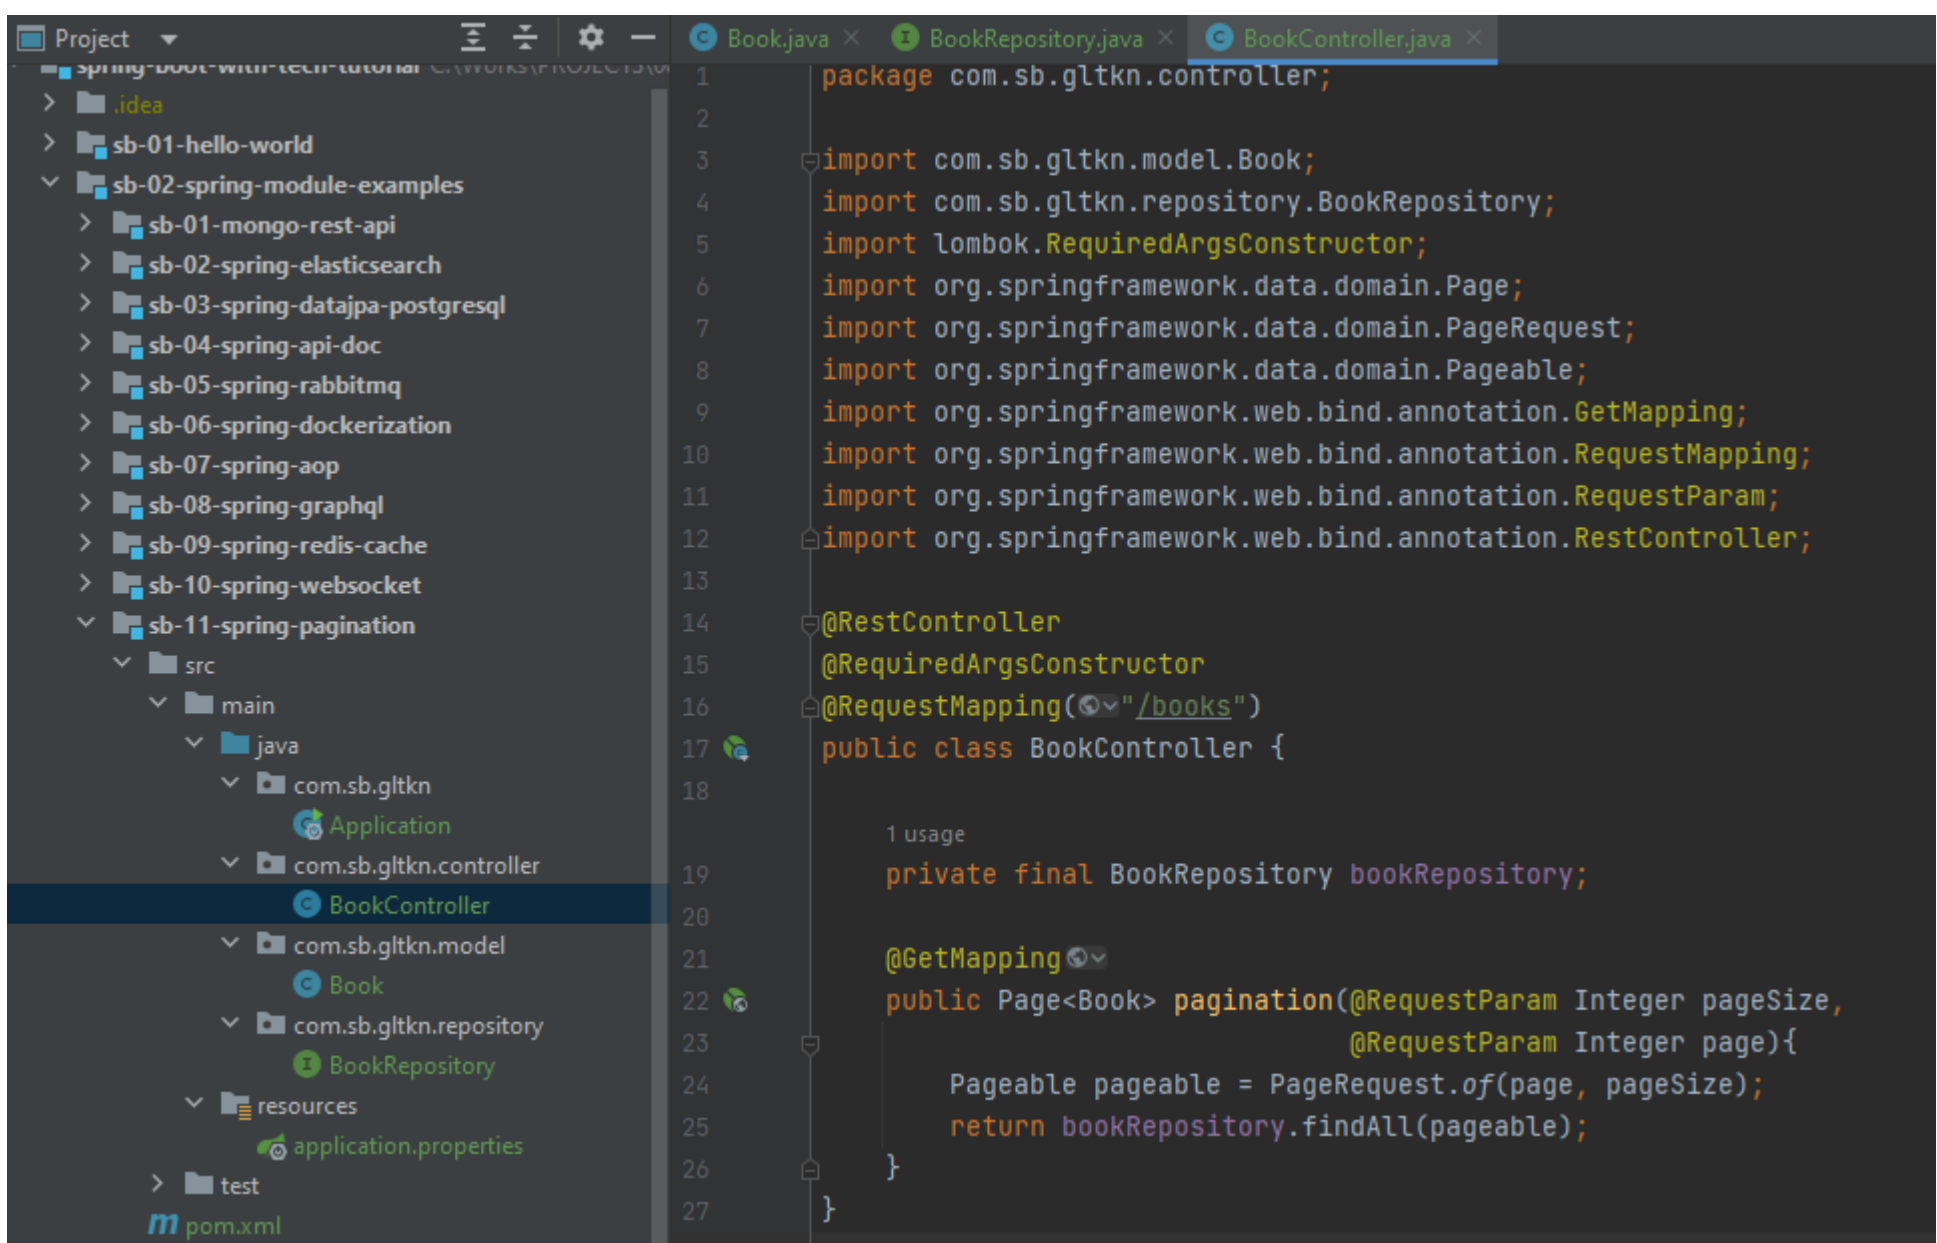 Project
spring-boot-with-tech-tutorial
.idea
sb-01-hello-world
sb-02-spring-module-examples
sb-01-mongo-rest-api
sb-02-spring-elasticsearch
sb-03-spring-datajpa-postgresql
sb-04-spring-api-doc
sb-05-spring-rabbitmq
sb-06-spring-dockerization
sb-07-spring-aop
sb-08-spring-graphql
sb-09-spring-redis-cache
sb-10-spring-websocket
sb-11-spring-pagination
src
main
java
com.sb.gltkn
Application
com.sb.gltkn.controller
BookController
com.sb.gltkn.model
Book
com.sb.gltkn.repository
BookRepository
resources
application.properties
test
m pom.xml
C Book.java I BookRepository.java C BookController.java
1 package com.sb.gltkn.controller;
2
3 import com.sb.gltkn.model.Book;
4 import com.sb.gltkn.repository.BookRepository;
5 import lombok.RequiredArgsConstructor;
6 import org.springframework.data.domain.Page;
7 import org.springframework.data.domain.PageRequest;
8 import org.springframework.data.domain.Pageable;
9 import org.springframework.web.bind.annotation.GetMapping;
10 import org.springframework.web.bind.annotation.RequestMapping;
11 import org.springframework.web.bind.annotation.RequestParam;
12 import org.springframework.web.bind.annotation.RestController;
13
14 @RestController
15 @RequiredArgsConstructor
16 @RequestMapping("/books")
17 public class BookController {
18
1 usage
19 private final BookRepository bookRepository;
20
21 @GetMapping
22 public Page<Book> pagination(@RequestParam Integer pageSize,
23 @RequestParam Integer page){
24 Pageable pageable = PageRequest.of(page, pageSize);
25 return bookRepository.findAll(pageable);
26 }
27 }